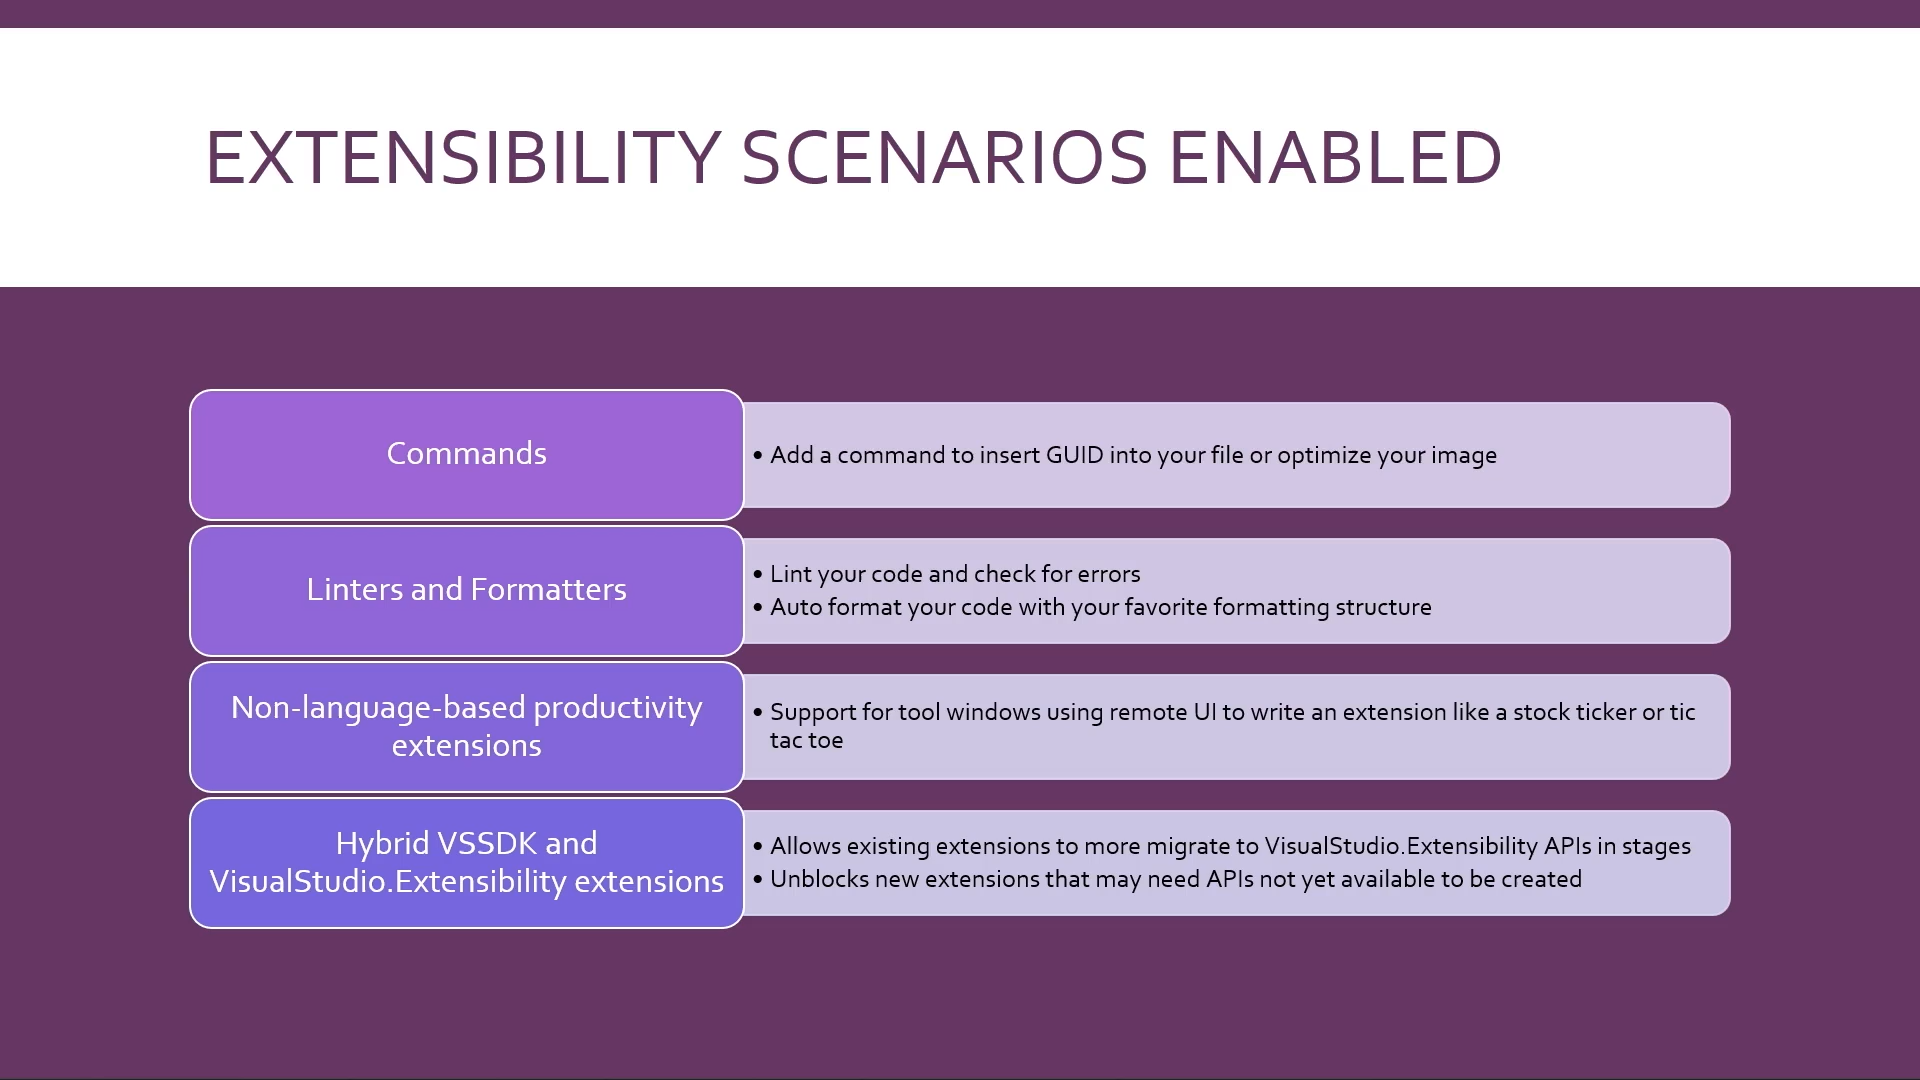 EXTENSIBILITY SCENARIOS ENABLED
Commands
• Add a command to insert GUID into your file or optimize your image
Linters and Formatters
• Lint your code and check for errors
• Auto format your code with your favorite formatting structure
Non-language-based productivity
extensions
• Support for tool windows using remote UI to write an extension like a stock ticker or tic
tac toe
Hybrid VSSDK and
VisualStudio.Extensibility extensions
• Allows existing extensions to more migrate to VisualStudio.Extensibility APIs in stages
• Unblocks new extensions that may need APIs not yet available to be created